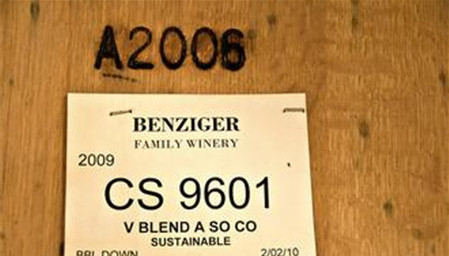 A2006
BENZIGER
FAMILY WINERY
2009
CS 9601
V BLEND A SO CO
SUSTAINABLE
BBL DOWN 2/02/10